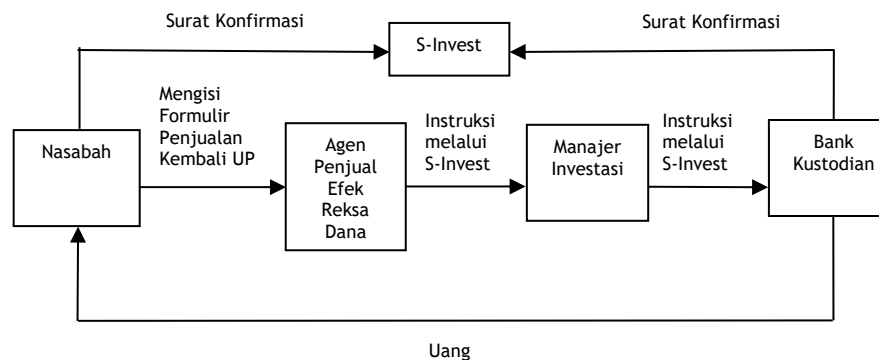 Surat Konfirmasi
Surat Konfirmasi
S-Invest
Mengisi
Formulir
Penjualan
Kembali UP
Nasabah
Agen
Penjual
Efek
Reksa
Dana
Instruksi
melalui
S-Invest
Manajer
Investasi
Instruksi
melalui
S-Invest
Bank
Kustodian
Uang